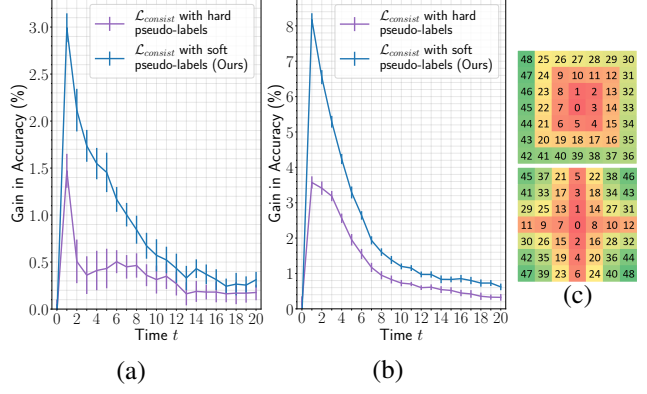 3.0
2.5
2.0
1.5
1.0
0.5
0.0
Gain in Accuracy (%)
ℒconsist with hard
pseudo-labels
ℒconsist with soft
pseudo-labels (Ours)
0 2 4 6 8 10 12 14 16 18 20
Time t
(a)
8
7
6
5
4
3
2
1
0
Gain in Accuracy (%)
ℒconsist with hard
pseudo-labels
ℒconsist with soft
pseudo-labels (Ours)
0 2 4 6 8 10 12 14 16 18 20
Time t
(b)
48 25 26 27 28 29 30
47 24 9 10 11 12 31
46 23 8 1 2 13 32
45 22 7 0 3 14 33
44 21 6 5 4 15 34
43 20 19 18 17 16 35
42 41 40 39 38 37 36
45 37 21 5 22 38 46
41 33 17 3 18 34 43
29 25 13 1 14 27 31
11 9 7 0 8 10 12
30 26 15 2 16 28 32
42 35 19 4 20 36 44
47 39 23 6 24 40 48
(c)